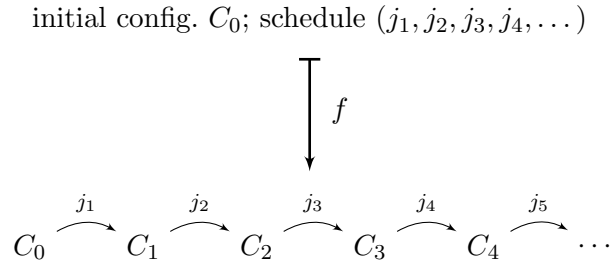 initial config. C₀; schedule (j₁, j₂, j₃, j₄, . . . )
f
j₁ j₂ j₃ j₄ j₅
C₀ C₁ C₂ C₃ C₄ · · ·